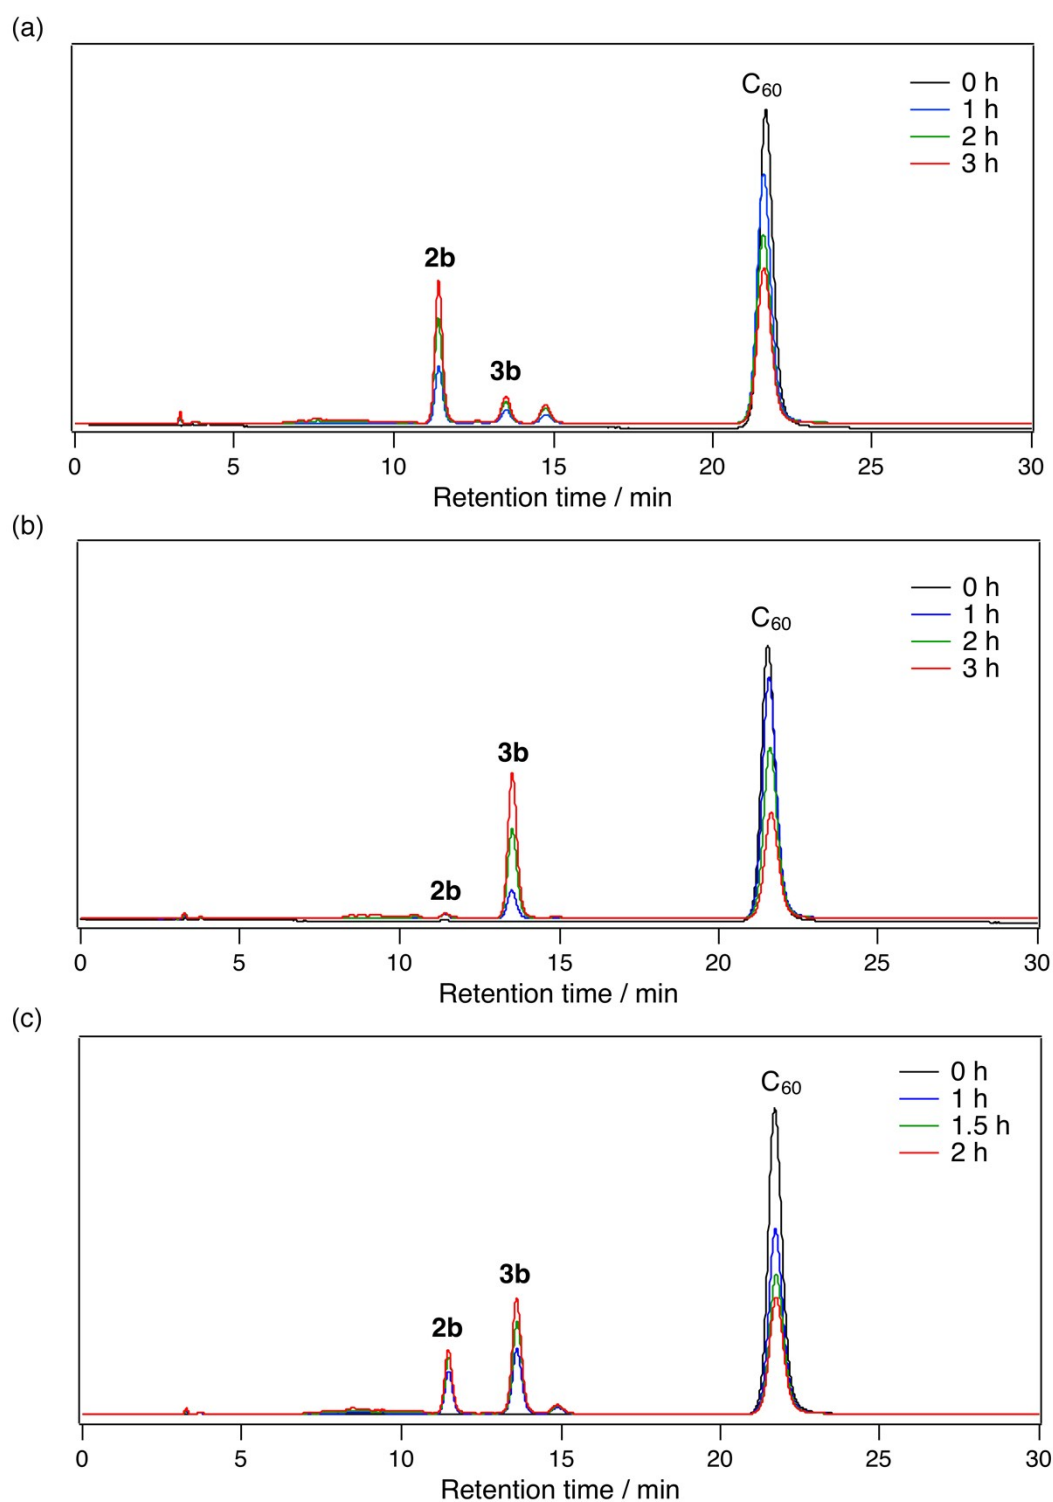 (a)
C₆₀
0 h
1 h
2 h
3 h
2b
3b
0 5 10 15 20 25 30
Retention time / min
(b)
C₆₀
0 h
1 h
2 h
3 h
3b
2b
0 5 10 15 20 25 30
Retention time / min
(c)
C₆₀
0 h
1 h
1.5 h
2 h
3b
2b
0 5 10 15 20 25 30
Retention time / min